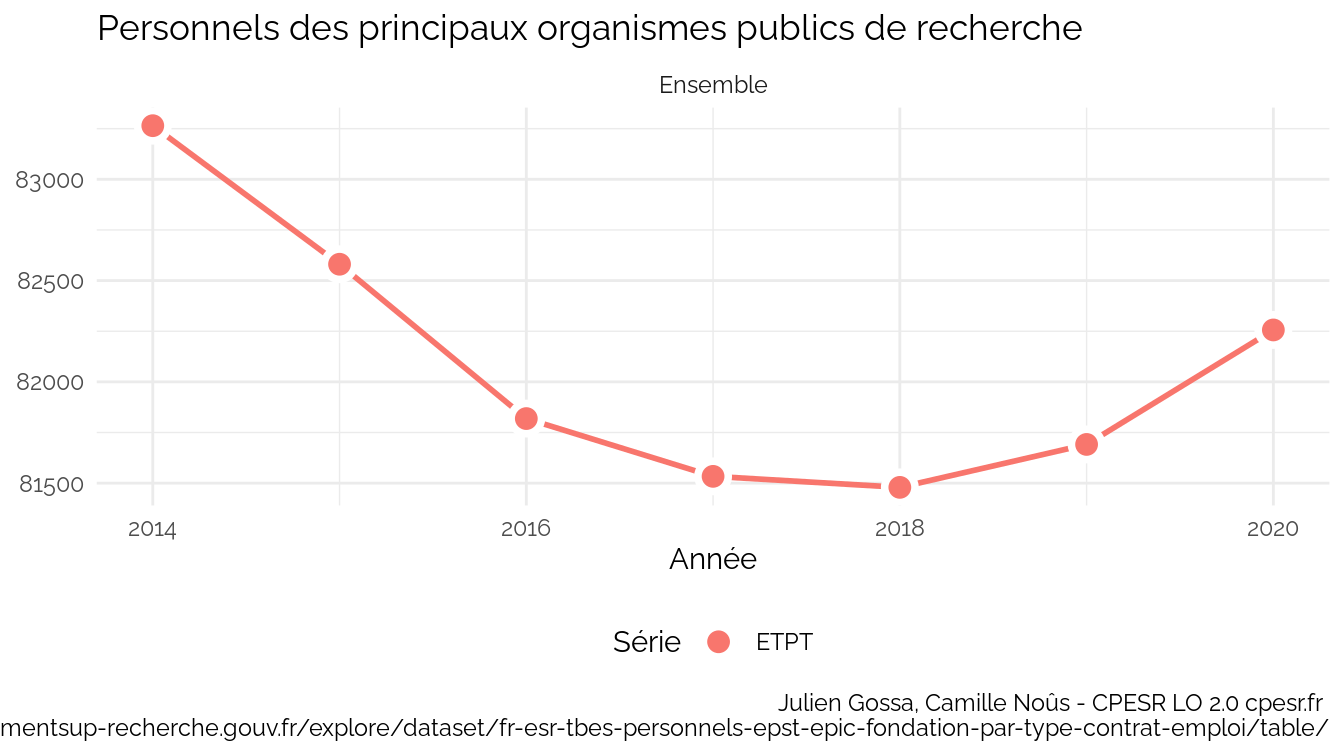 Personnels des principaux organismes publics de recherche
Ensemble
83000
82500
82000
81500
2014 2016 2018 2020
Année
Série ETPT
Julien Gossa, Camille Noûs - CPESR LO 2.0 cpesr.fr
mentsup-recherche.gouv.fr/explore/dataset/fr-esr-tbes-personnels-epst-epic-fondation-par-type-contrat-emploi/table/